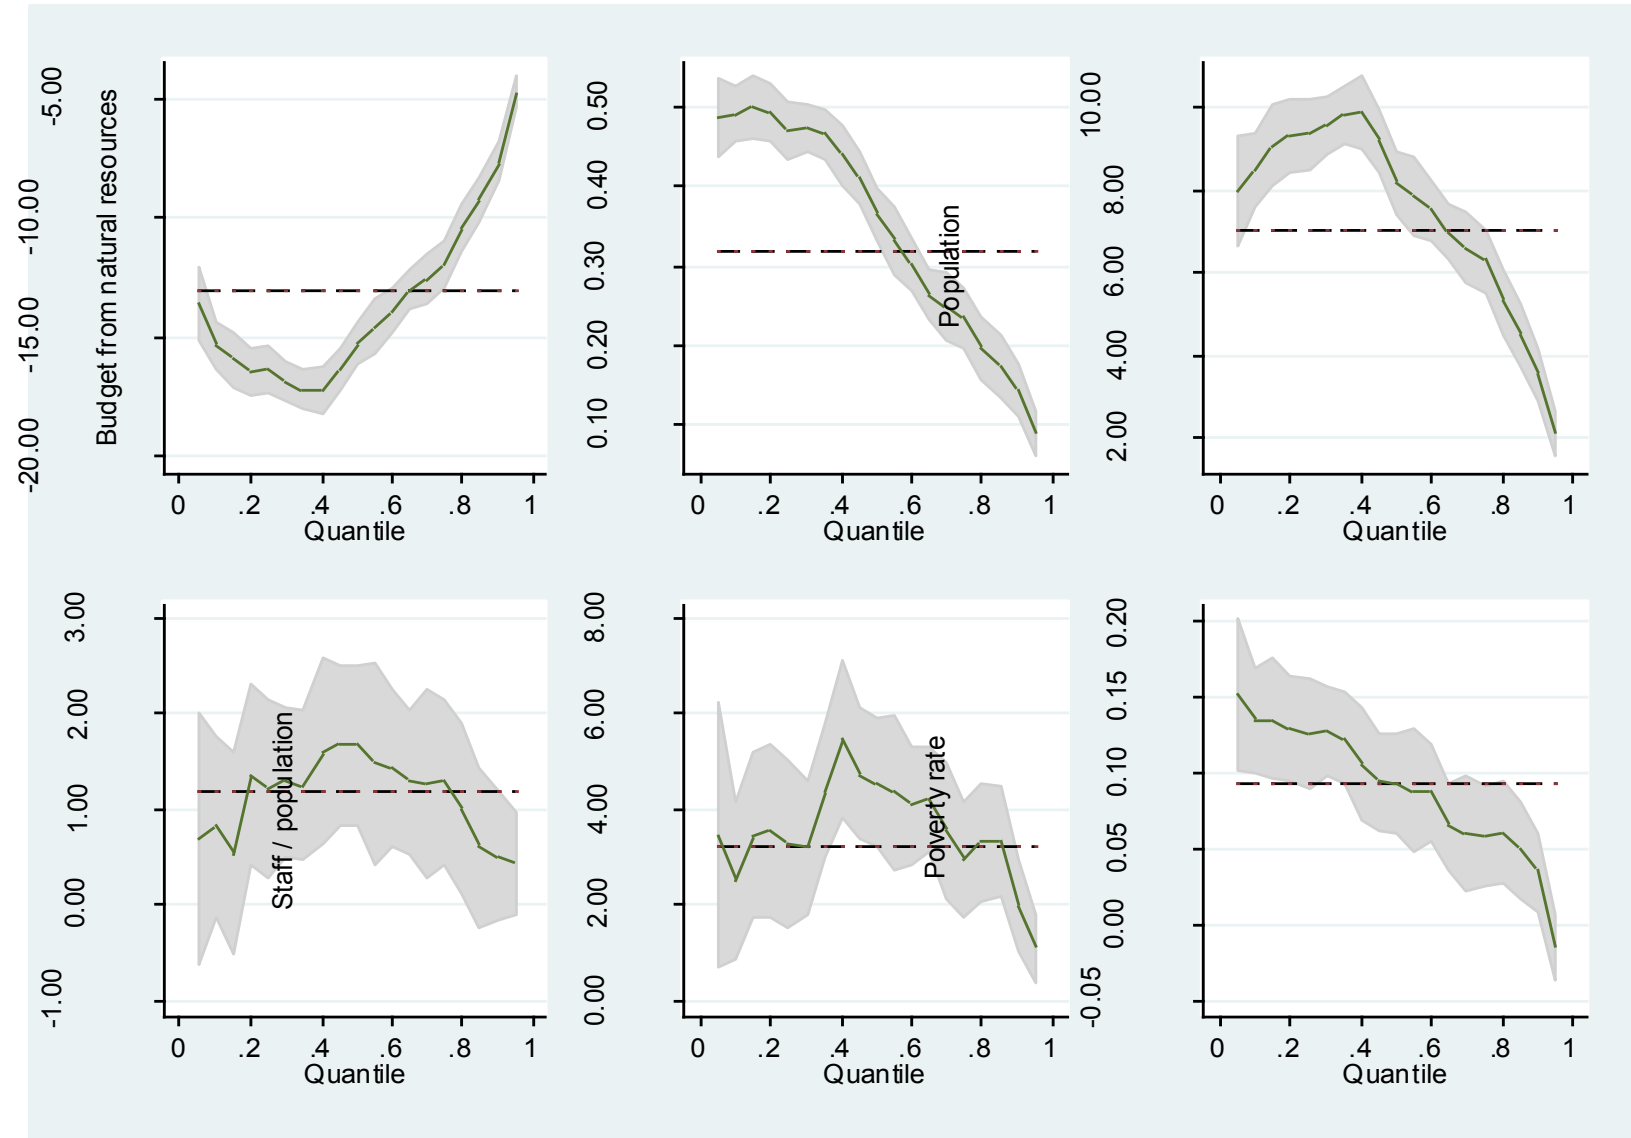 -5.00
-10.00
-15.00
-20.00
Budget from natural resources
0 .2 .4 .6 .8 1
Quantile
0.50
0.40
0.30
0.20
0.10
0 .2 .4 .6 .8 1
Quantile
Population
10.00
8.00
6.00
4.00
2.00
0 .2 .4 .6 .8 1
Quantile
3.00
2.00
1.00
0.00
-1.00
Staff / population
0 .2 .4 .6 .8 1
Quantile
8.00
6.00
4.00
2.00
0.00
Poverty rate
0 .2 .4 .6 .8 1
Quantile
0.20
0.15
0.10
0.05
0.00
-0.05
0 .2 .4 .6 .8 1
Quantile